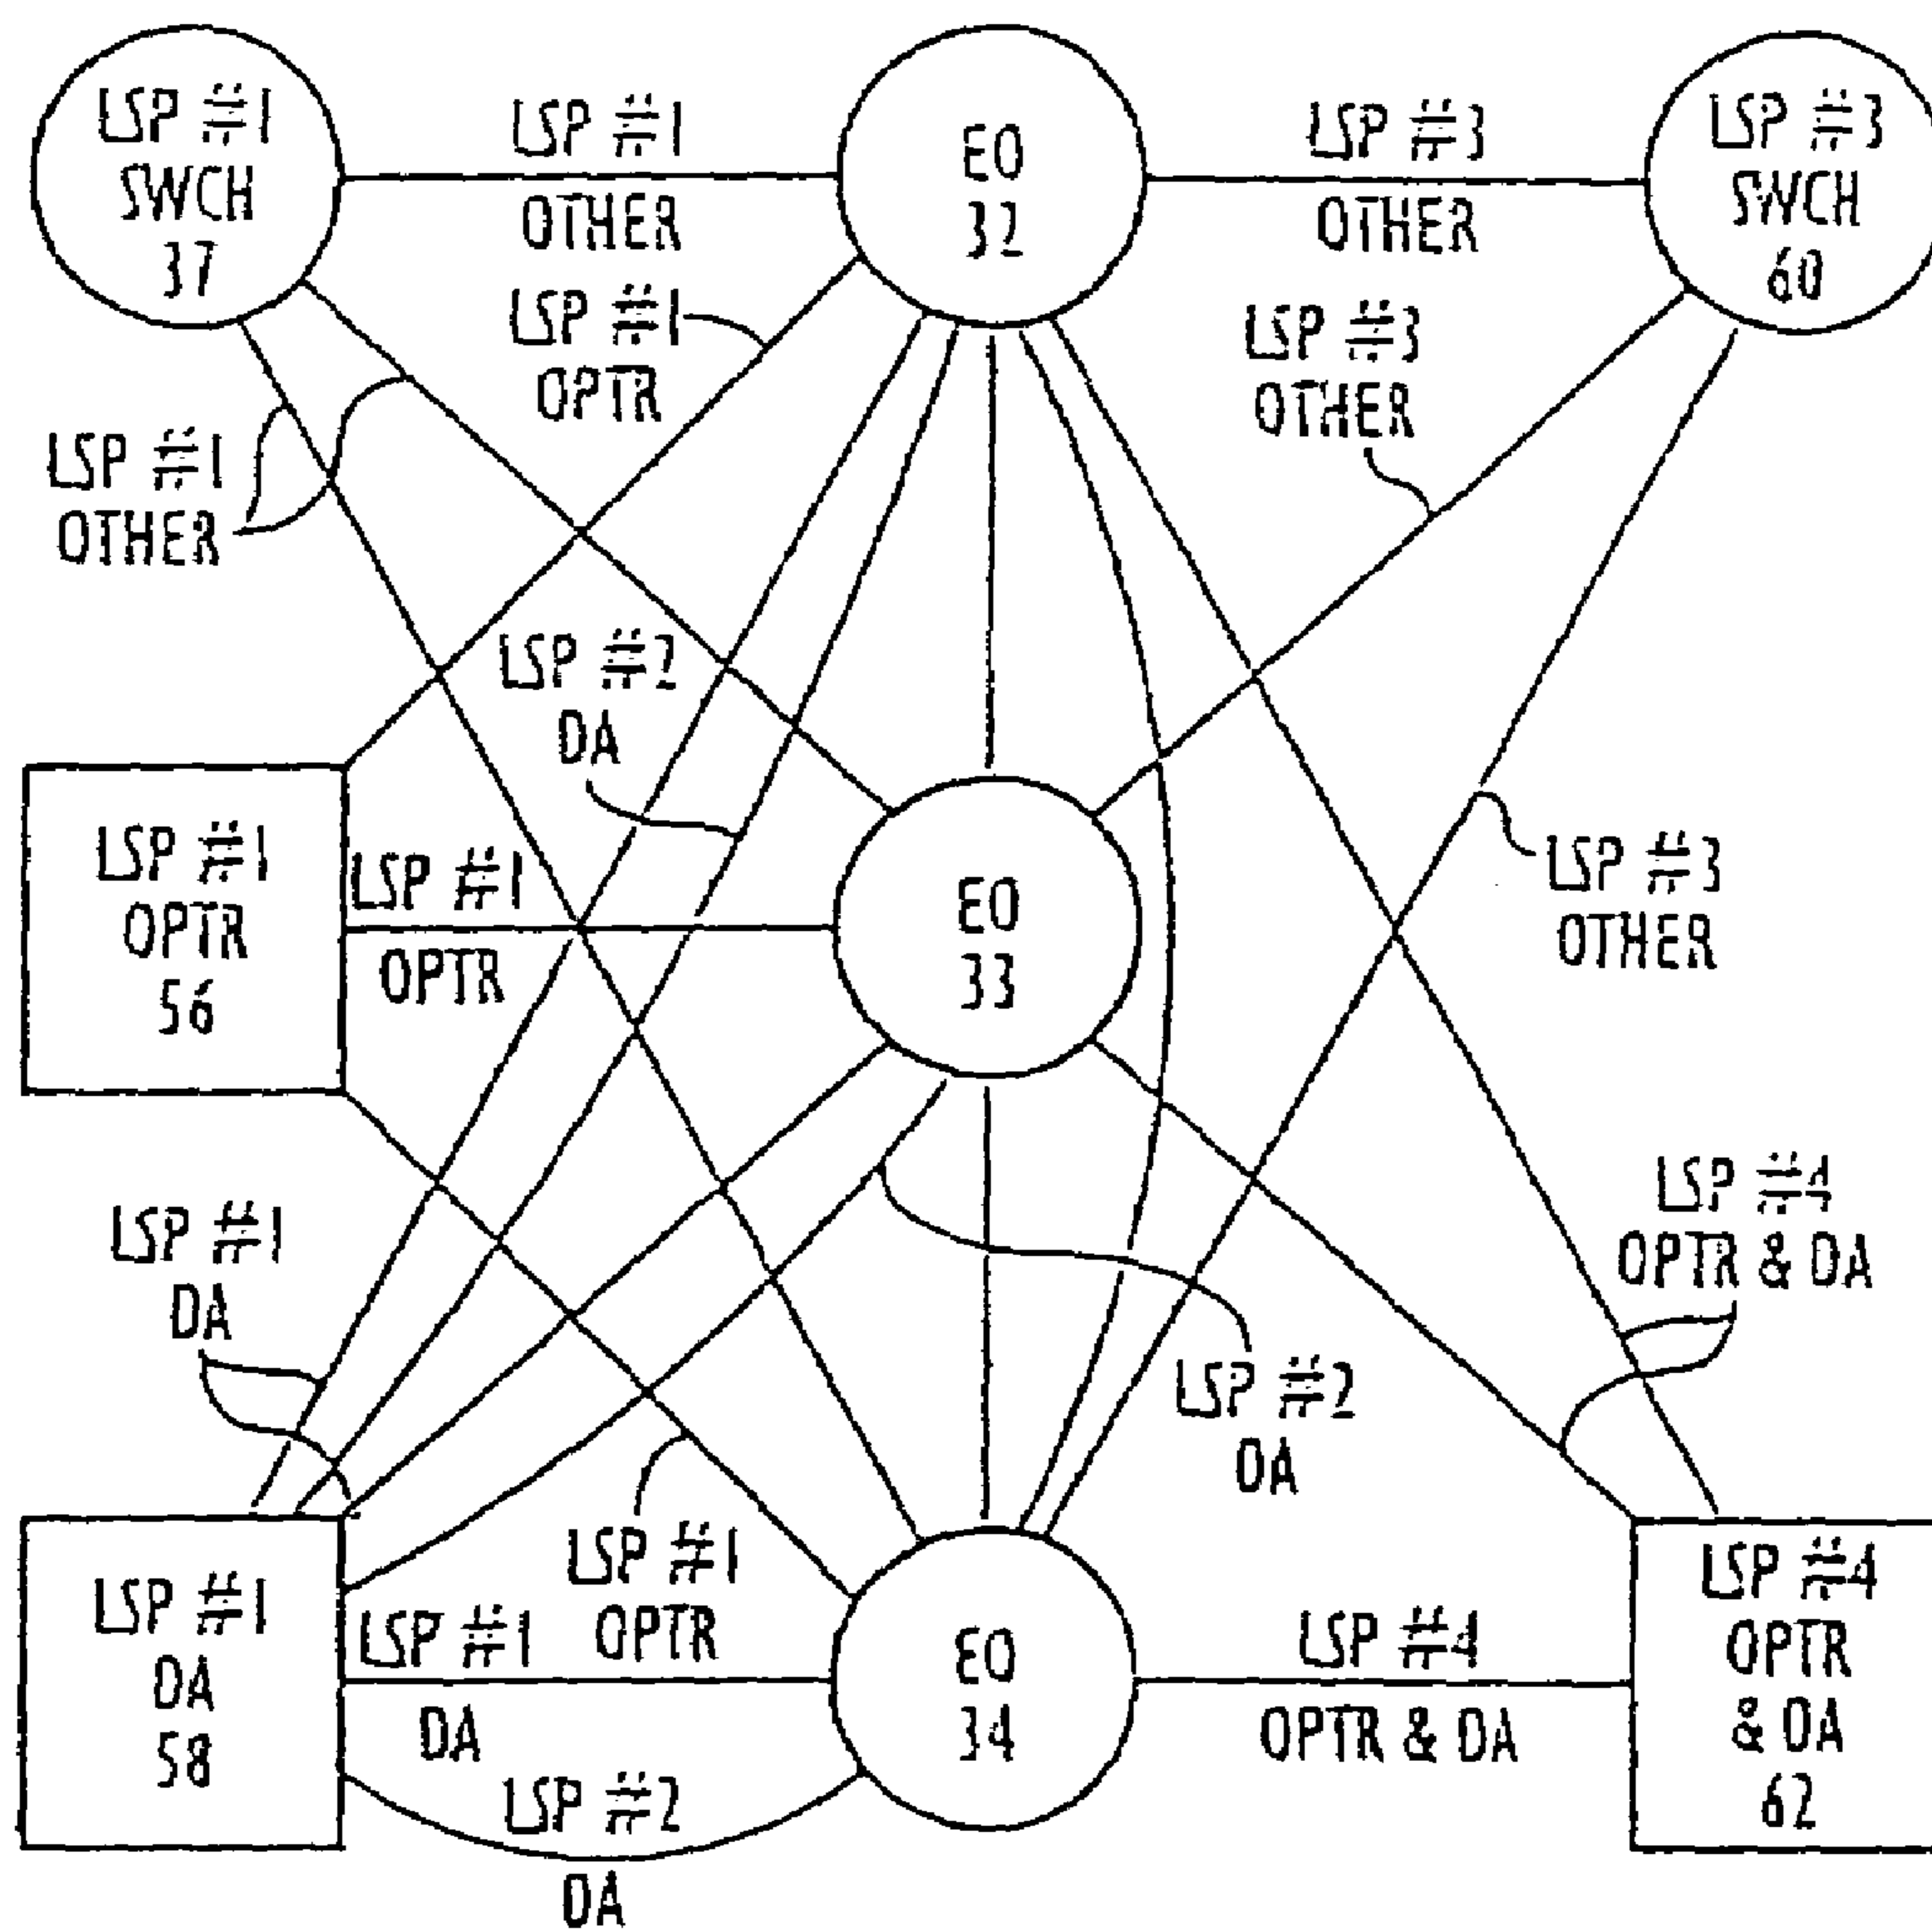 LSP #1
SWCH
37
LSP #1
OTHER
EO
32
LSP #3
OTHER
LSP #3
SWCH
60
LSP #1
OPTR
LSP #3
OTHER
LSP #1
OTHER
LSP #2
DA
LSP #1
OPTR
56
LSP #1
OPTR
EO
33
LSP #3
OTHER
LSP #1
DA
LSP #4
OPTR & DA
LSP #2
DA
LSP #1
DA
58
LSP #1
OPTR
LSP #1
DA
EO
34
LSP #4
OPTR & DA
LSP #4
OPTR
& DA
62
LSP #2
DA